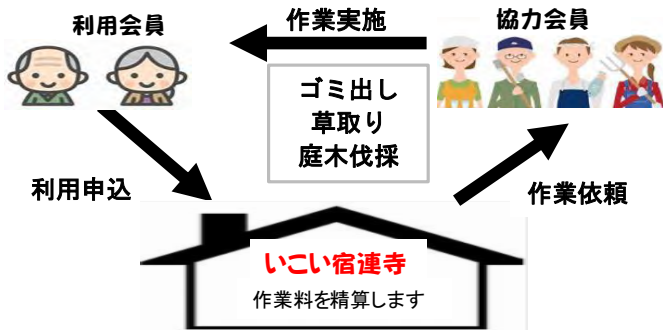 利用会員
作業実施
協力会員
ゴミ出し
草取り
庭木伐採
利用申込
作業依頼
いこい宿連寺
作業料を精算します